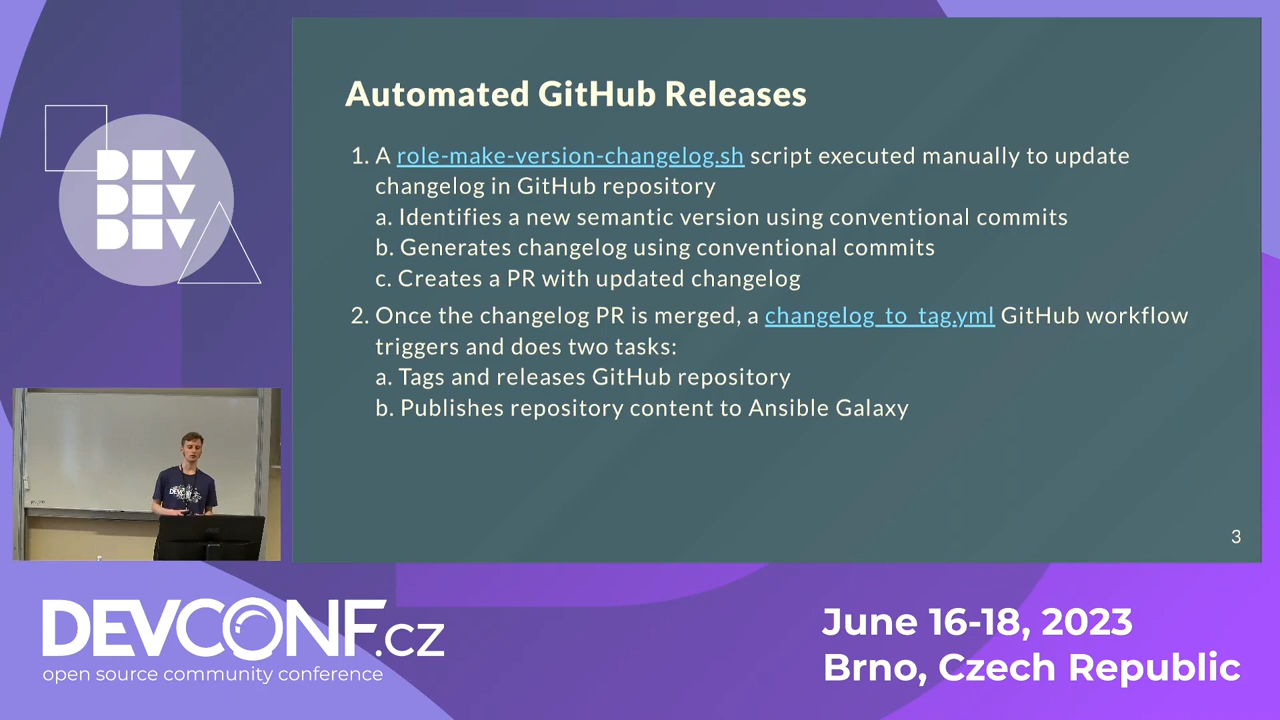 Automated GitHub Releases
1. A role-make-version-changelog.sh script executed manually to update
changelog in GitHub repository
a. Identifies a new semantic version using conventional commits
b. Generates changelog using conventional commits
c. Creates a PR with updated changelog
2. Once the changelog PR is merged, a changelog_to_tag.yml GitHub workflow
triggers and does two tasks:
a. Tags and releases GitHub repository
b. Publishes repository content to Ansible Galaxy
3
DEV
DEV
DEV
DEVCONF
DEVCONF.cz
open source community conference
June 16-18, 2023
Brno, Czech Republic